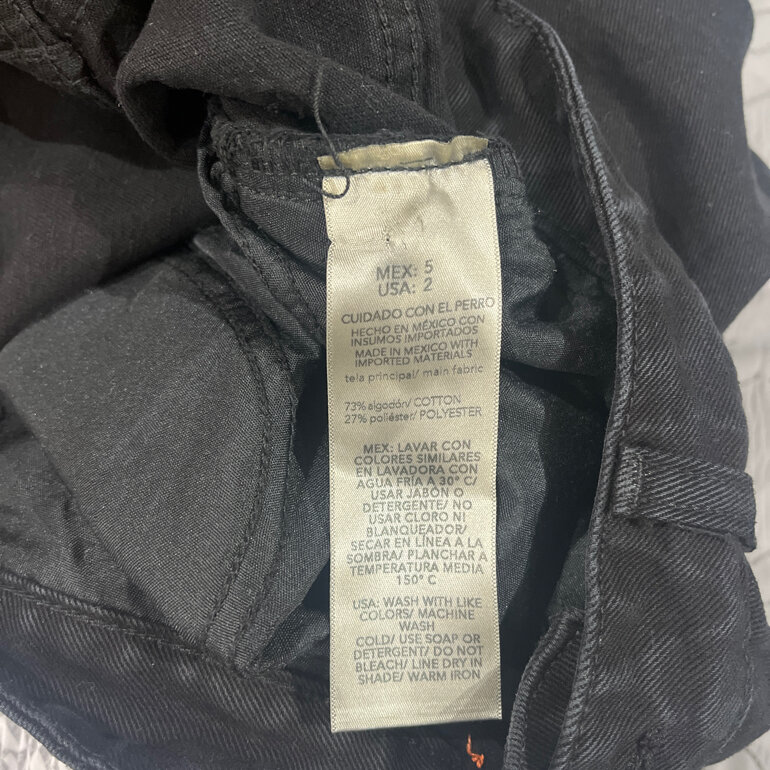 MEX: 5
USA: 2
CUIDADO CON EL PERRO
HECHO EN MÉXICO CON
INSUMOS IMPORTADOS
MADE IN MEXICO WITH
IMPORTED MATERIALS
tela principal/ main fabric
73% algodón/ COTTON
27% poliéster/ POLYESTER
MEX: LAVAR CON
COLORES SIMILARES
EN LAVADORA CON
AGUA FRÍA A 30° C/
USAR JABÓN O
DETERGENTE/ NO
USAR CLORO NI
BLANQUEADOR/
SECAR EN LÍNEA A LA
SOMBRA/ PLANCHAR A
TEMPERATURA MEDIA
150° C
USA: WASH WITH LIKE
COLORS/ MACHINE
WASH
COLD/ USE SOAP OR
DETERGENT/ DO NOT
BLEACH/ LINE DRY IN
SHADE/ WARM IRON